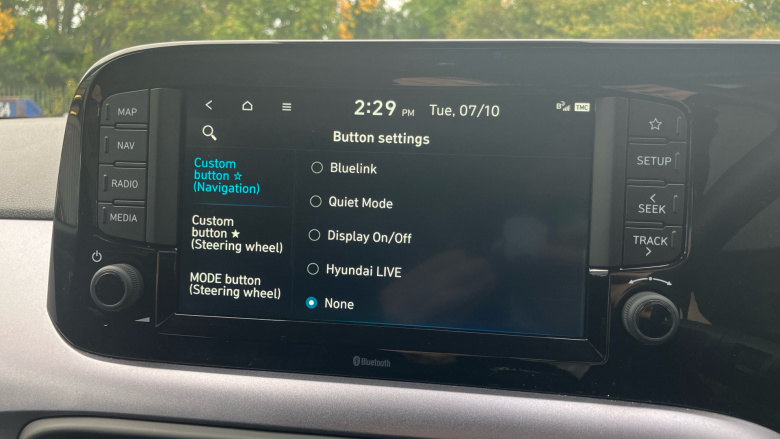 MAP
NAV
RADIO
MEDIA
2:29 PM Tue, 07/10
TMC
Button settings
Custom
button ☆
(Navigation)
Custom
button ★
(Steering wheel)
MODE button
(Steering wheel)
Bluelink
Quiet Mode
Display On/Off
Hyundai LIVE
None
☆
SETUP
<
SEEK
TRACK
>
Bluetooth